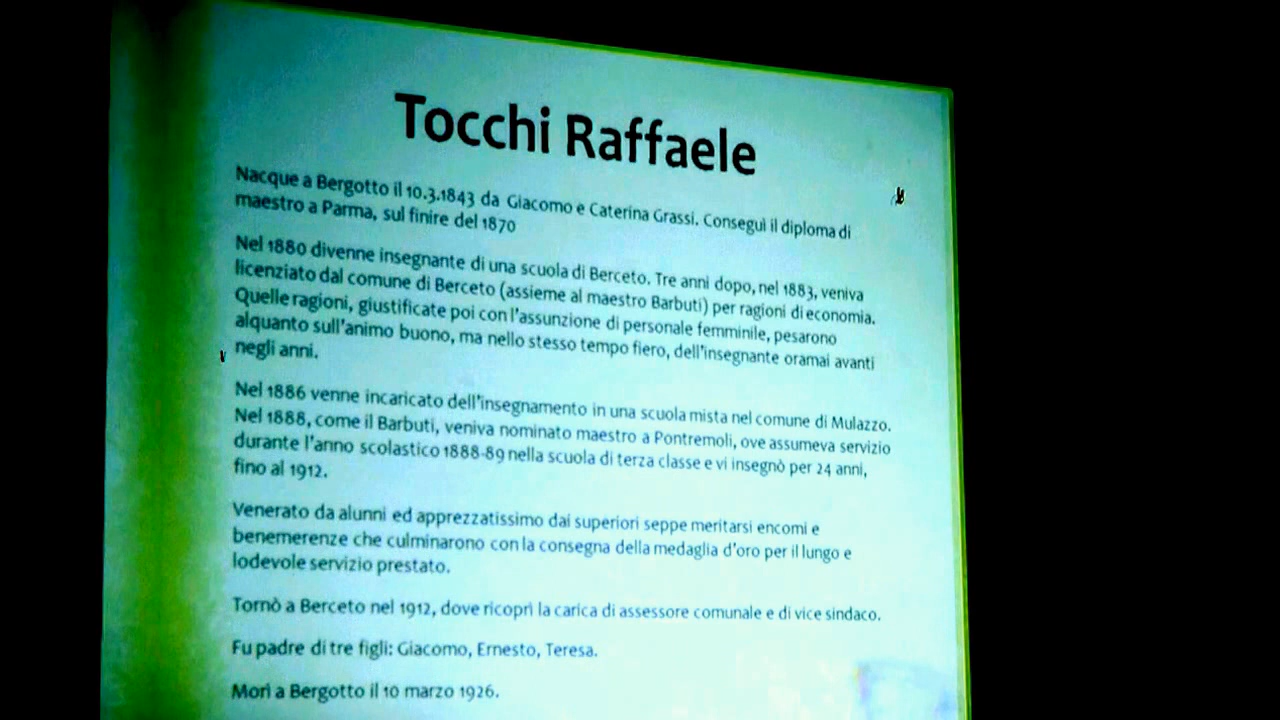 Tocchi Raffaele
Nacque a Bergotto il 10.3.1843 da Giacomo e Caterina Grassi. Conseguì il diploma di
maestro a Parma, sul finire del 1870
Nel 1880 divenne insegnante di una scuola di Berceto. Tre anni dopo, nel 1883, veniva
licenziato dal comune di Berceto (assieme al maestro Barbuti) per ragioni di economia.
Quelle ragioni, giustificate poi con l'assunzione di personale femminile, pesarono
alquanto sull'animo buono, ma nello stesso tempo fiero, dell'insegnante oramai avanti
negli anni.
Nel 1886 venne incaricato dell'insegnamento in una scuola mista nel comune di Mulazzo.
Nel 1888, come il Barbuti, veniva nominato maestro a Pontremoli, ove assumeva servizio
durante l'anno scolastico 1888-89 nella scuola di terza classe e vi insegnò per 24 anni,
fino al 1912.
Venerato da alunni ed apprezzatissimo dai superiori seppe meritarsi encomi e
benemerenze che culminarono con la consegna della medaglia d'oro per il lungo e
lodevole servizio prestato.
Tornò a Berceto nel 1912, dove ricoprì la carica di assessore comunale e di vice sindaco.
Fu padre di tre figli: Giacomo, Ernesto, Teresa.
Morì a Bergotto il 10 marzo 1926.